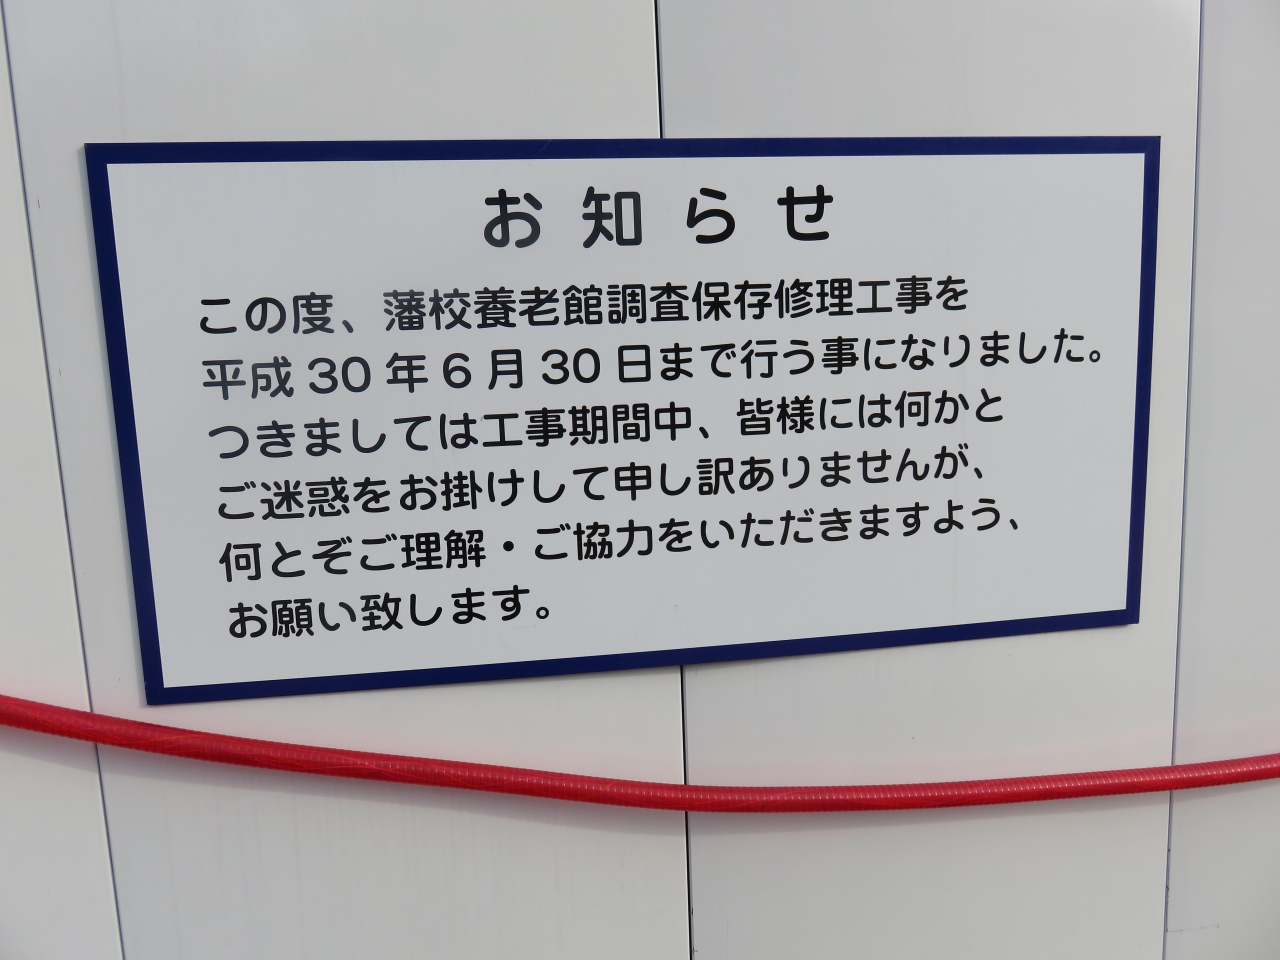 お知らせ
この度、藩校養老館調査保存修理工事を
平成30年6月30日まで行う事になりました。
つきましては工事期間中、皆様には何かと
ご迷惑をお掛けして申し訳ありませんが、
何とぞご理解・ご協力をいただきますよう、
お願い致します。